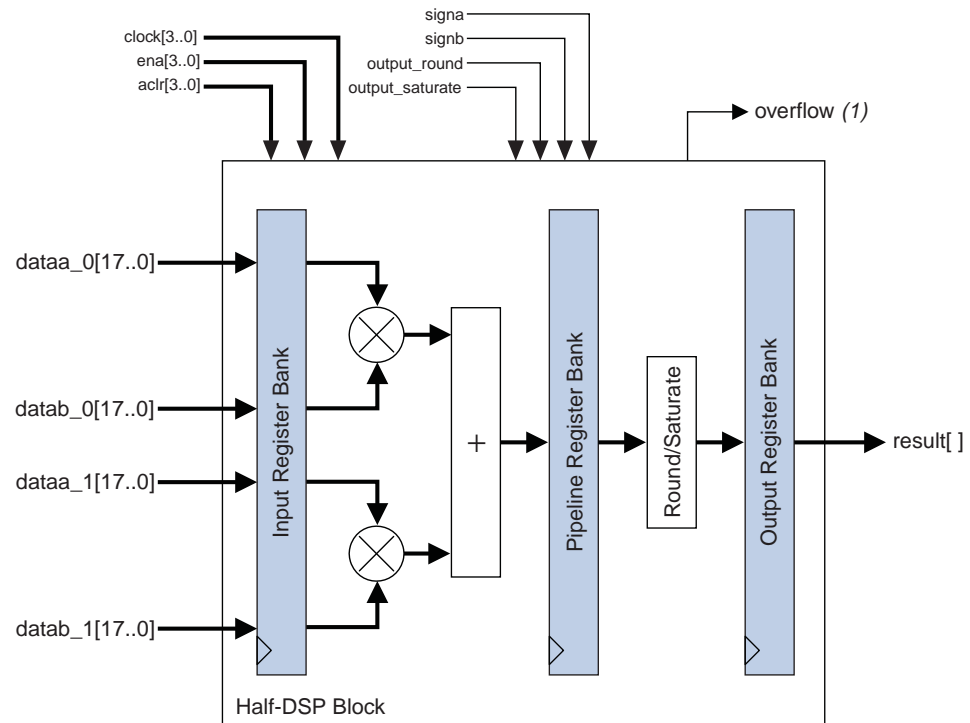 signa
clock[3..0]
signb
ena[3..0]
output_round
aclr[3..0]
output_saturate
overflow (1)
dataa_0[17..0]
datab_0[17..0]
dataa_1[17..0]
datab_1[17..0]
Input Register Bank
+
Pipeline Register Bank
Round/Saturate
Output Register Bank
result[ ]
Half-DSP Block